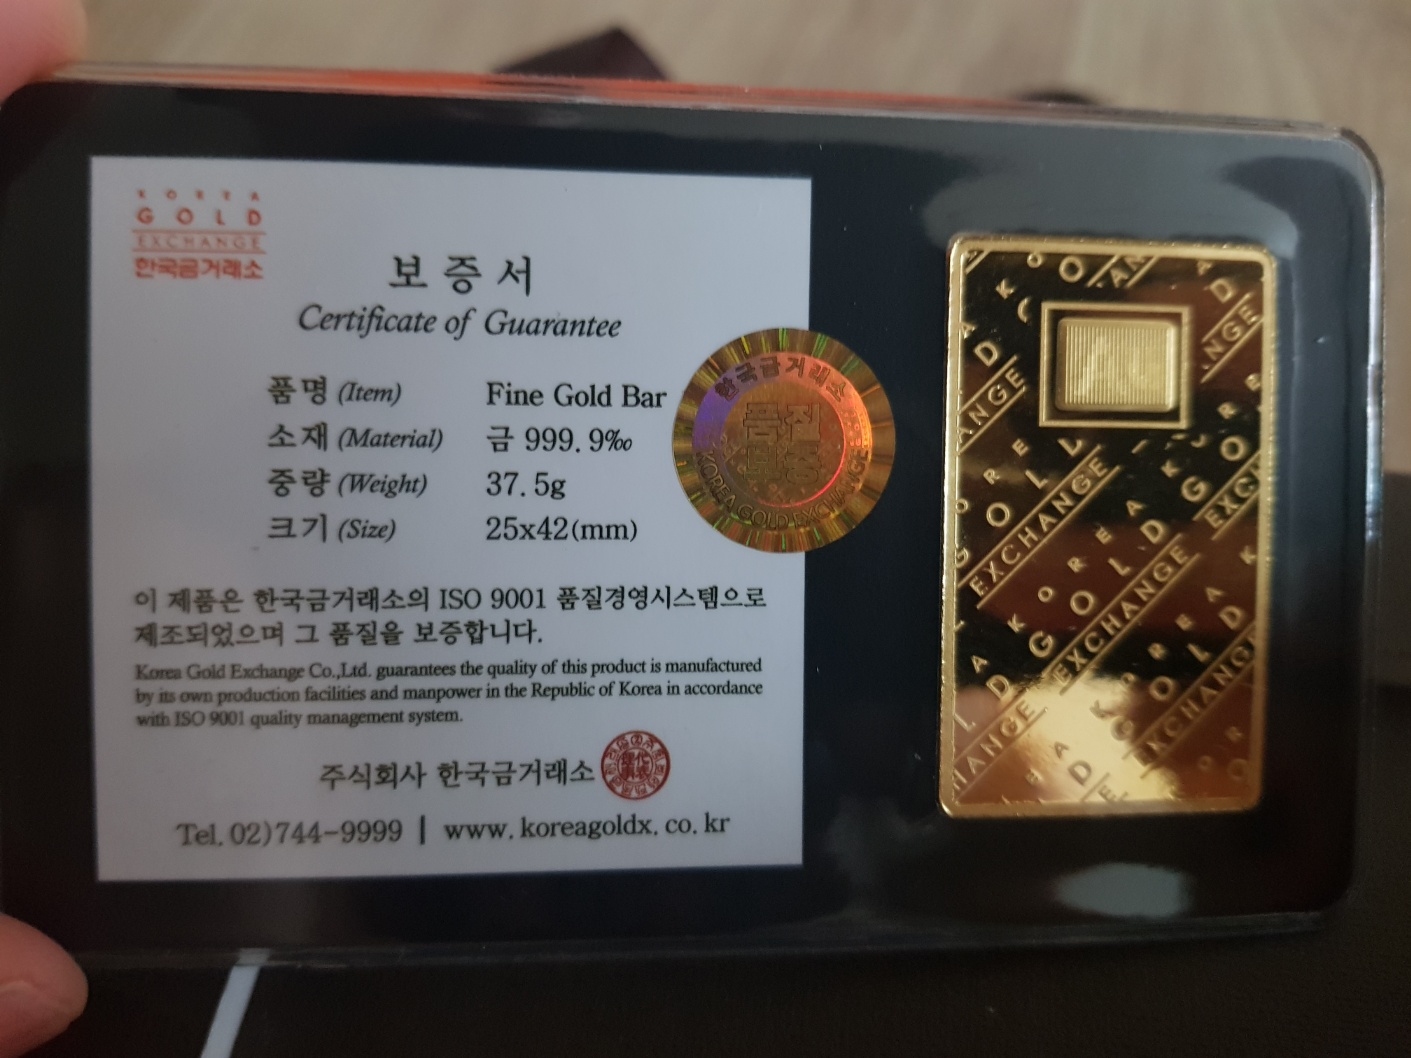 KOREA
GOLD
EXCHANGE
한국금거래소
보증서
Certificate of Guarantee
품명 (Item) Fine Gold Bar
소재 (Material) 금 999.9‰
중량 (Weight) 37.5g
크기 (Size) 25x42(mm)
이 제품은 한국금거래소의 ISO 9001 품질경영시스템으로
제조되었으며 그 품질을 보증합니다.
Korea Gold Exchange Co.,Ltd. guarantees the quality of this product is manufactured
by its own production facilities and manpower in the Republic of Korea in accordance
with ISO 9001 quality management system.
주식회사 한국금거래소
Tel. 02)744-9999 | www.koreagoldx.co.kr
한국금거래소
품질
보증
KOREA GOLD EXCHANGE
KOREA
GOLD
EXCHANGE
KOREA
GOLD
EXCHANGE